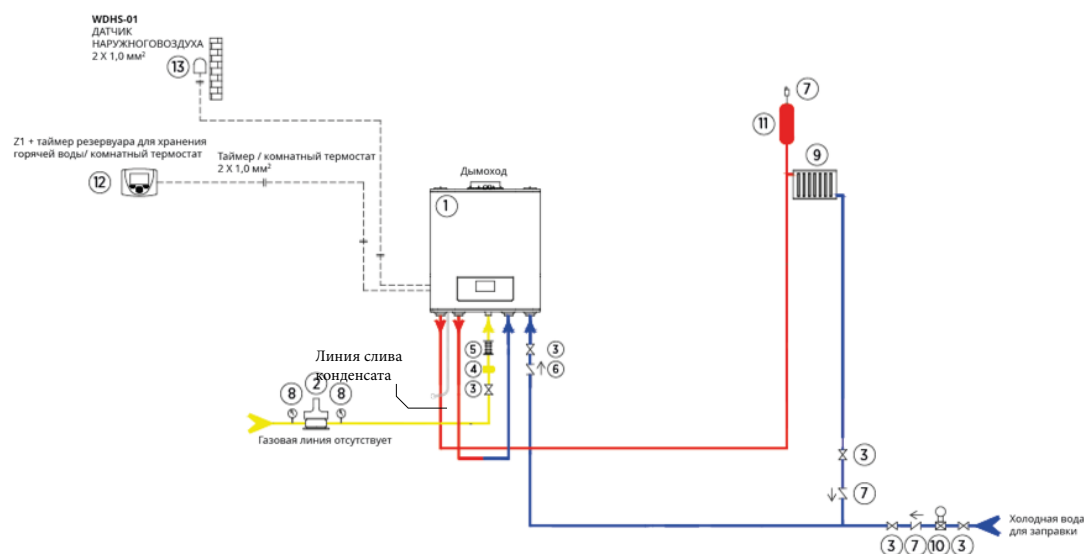 WDHS-01
ДАТЧИК
НАРУЖНОГОВОЗДУХА
2 X 1,0 мм²
13
7
11
9
Z1 + таймер резервуара для хранения
горячей воды/ комнатный термостат
12
Таймер / комнатный термостат
2 X 1,0 мм²
Дымоход
1
5
3
4
6
3
Линия слива
конденсата
8
2
8
Газовая линия отсутствует
3
7
3
7
10
3
Холодная вода
для заправки